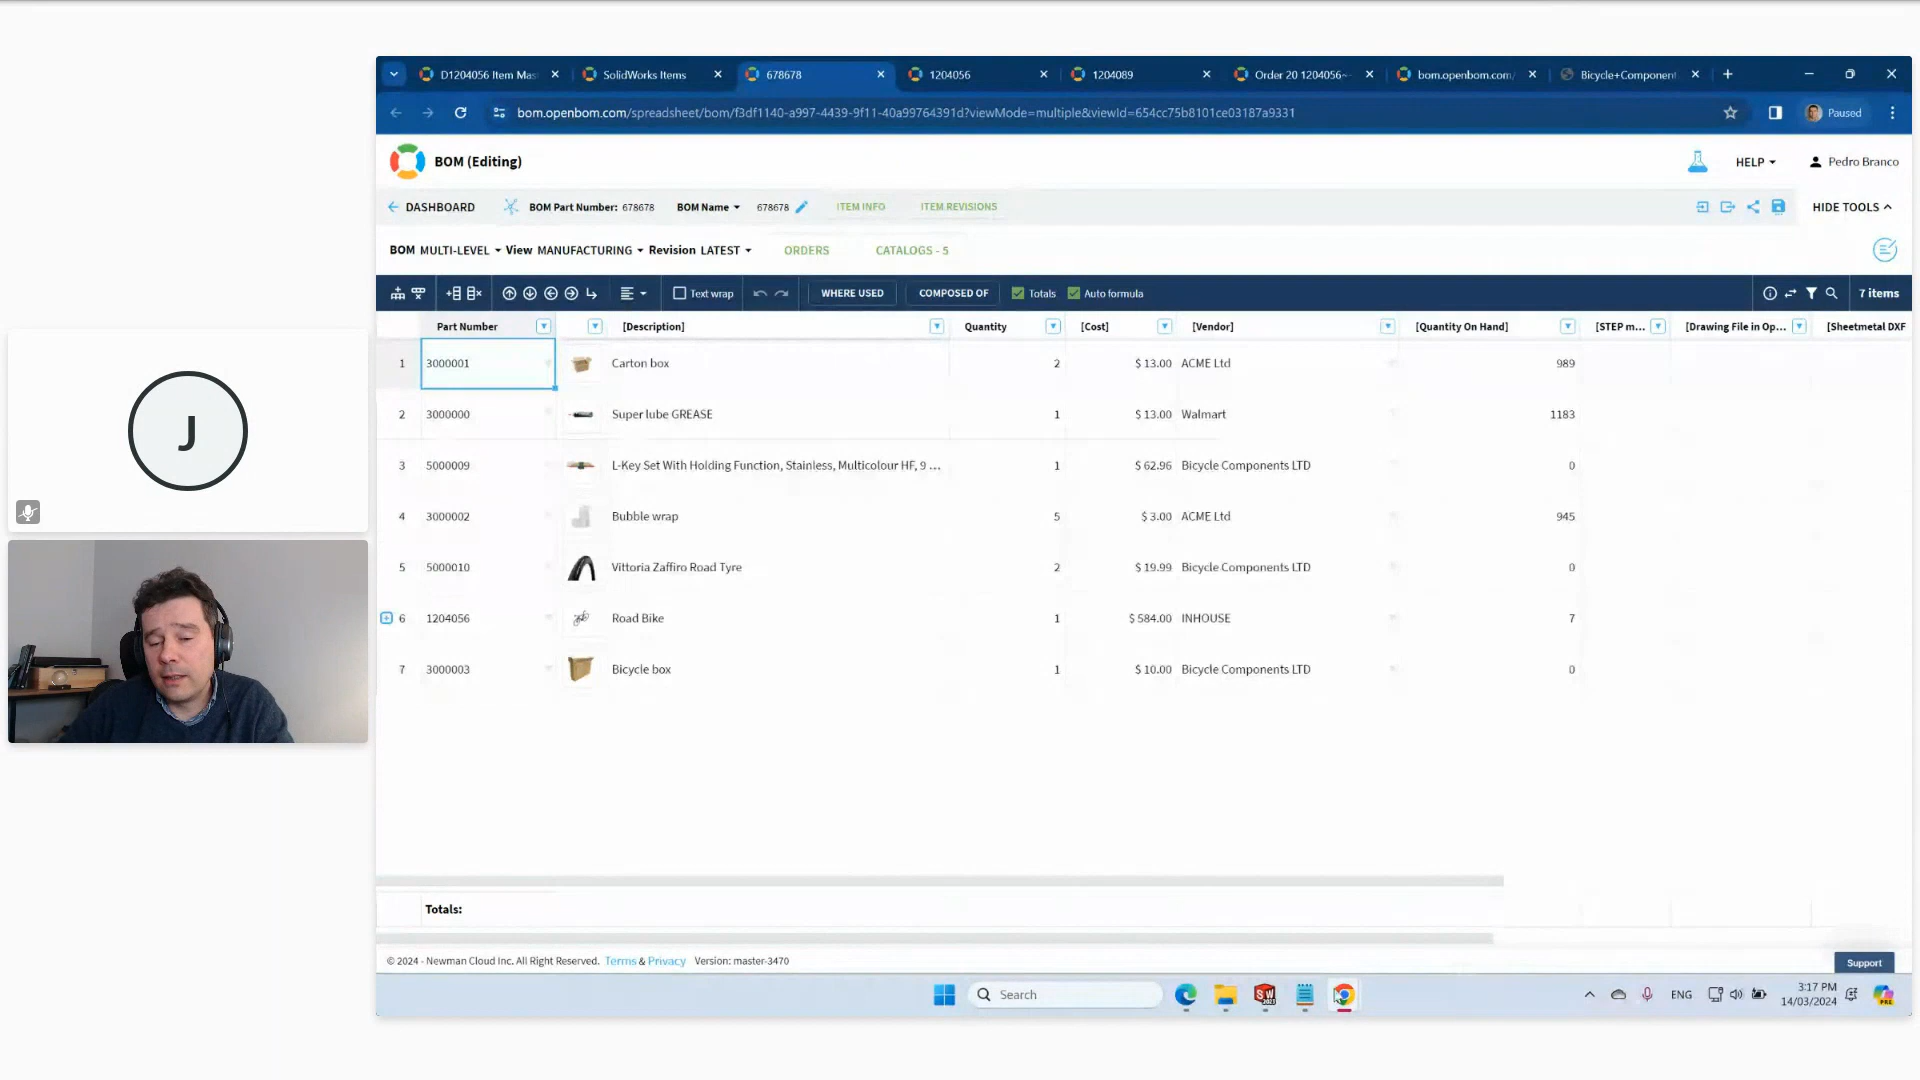 D1204056 Item Mas
SolidWorks Items
678678
1204056
1204089
Order 20 1204056~
bom.openbom.com/
Bicycle+Component
bom.openbom.com/spreadsheet/bom/f3df1140-a997-4439-9f11-40a99764391d?viewMode=multiple&viewId=654cc75b8101ce03187a9331
Paused
BOM (Editing)
HELP
Pedro Branco
DASHBOARD
BOM Part Number: 678678
BOM Name
678678
ITEM INFO
ITEM REVISIONS
HIDE TOOLS
BOM MULTI-LEVEL
View MANUFACTURING
Revision LATEST
ORDERS
CATALOGS - 5
Text wrap
WHERE USED
COMPOSED OF
Totals
Auto formula
7 items
Part Number
[Description]
Quantity
[Cost]
[Vendor]
[Quantity On Hand]
[STEP m...
[Drawing File in Op...
[Sheetmetal DXF
1 3000001 Carton box 2 $ 13.00 ACME Ltd 989
2 3000000 Super lube GREASE 1 $ 13.00 Walmart 1183
3 5000009 L-Key Set With Holding Function, Stainless, Multicolour HF, 9 ... 1 $ 62.96 Bicycle Components LTD 0
4 3000002 Bubble wrap 5 $ 3.00 ACME Ltd 945
5 5000010 Vittoria Zaffiro Road Tyre 2 $ 19.99 Bicycle Components LTD 0
6 1204056 Road Bike 1 $ 584.00 INHOUSE 7
7 3000003 Bicycle box 1 $ 10.00 Bicycle Components LTD 0
J
Totals:
© 2024 - Newman Cloud Inc. All Right Reserved. Terms & Privacy Version: master-3470
Support
Search
SW
2023
ENG
3:17 PM
14/03/2024
PRE